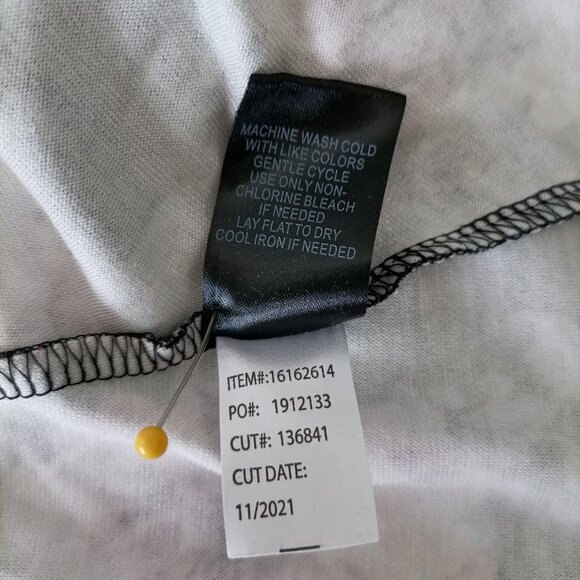 MACHINE WASH COLD
WITH LIKE COLORS
GENTLE CYCLE
USE ONLY NON-
CHLORINE BLEACH
IF NEEDED
LAY FLAT TO DRY
COOL IRON IF NEEDED
ITEM#:16162614
PO#: 1912133
CUT#: 136841
CUT DATE:
11/2021